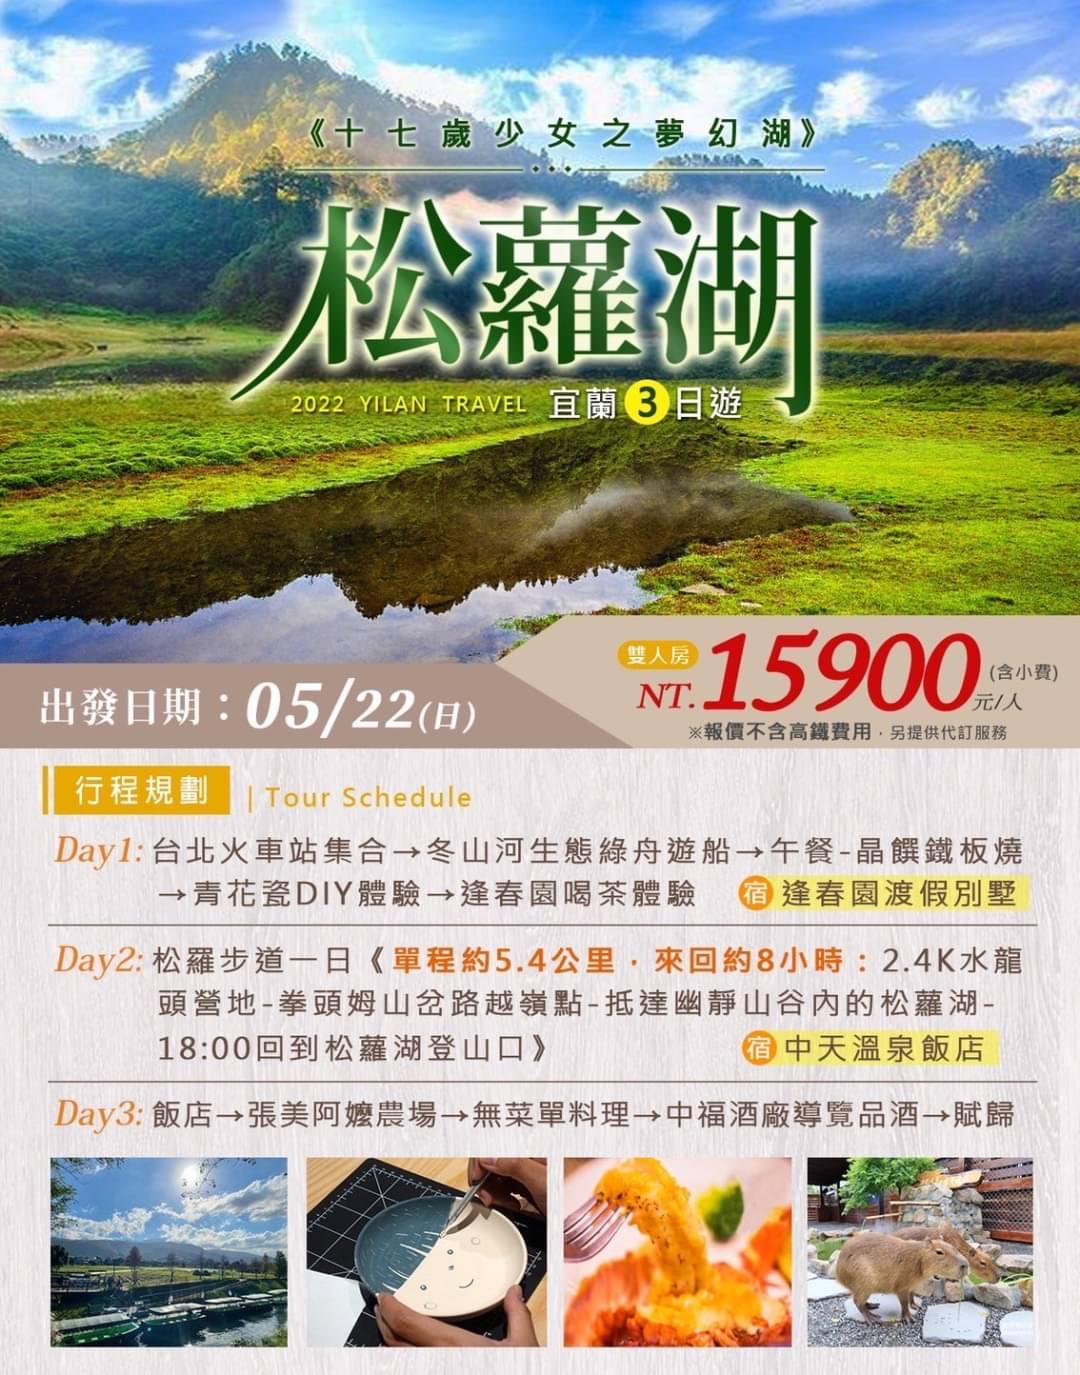 《十七歲少女之夢幻湖》
松蘿湖
2022 YILAN TRAVEL 宜蘭3日遊
出發日期：05/22(日)
雙人房
NT.15900元/人
(含小費)
※報價不含高鐵費用，另提供代訂服務
行程規劃 | Tour Schedule
Day1: 台北火車站集合→冬山河生態綠舟遊船→午餐-晶饌鐵板燒
→青花瓷DIY體驗→逢春園喝茶體驗 宿 逢春園渡假別墅
Day2: 松羅步道一日《單程約5.4公里，來回約8小時：2.4K水龍
頭營地-拳頭姆山岔路越嶺點-抵達幽靜山谷內的松蘿湖-
18:00回到松蘿湖登山口》 宿 中天溫泉飯店
Day3: 飯店→張美阿嬤農場→無菜單料理→中福酒廠導覽品酒→賦歸